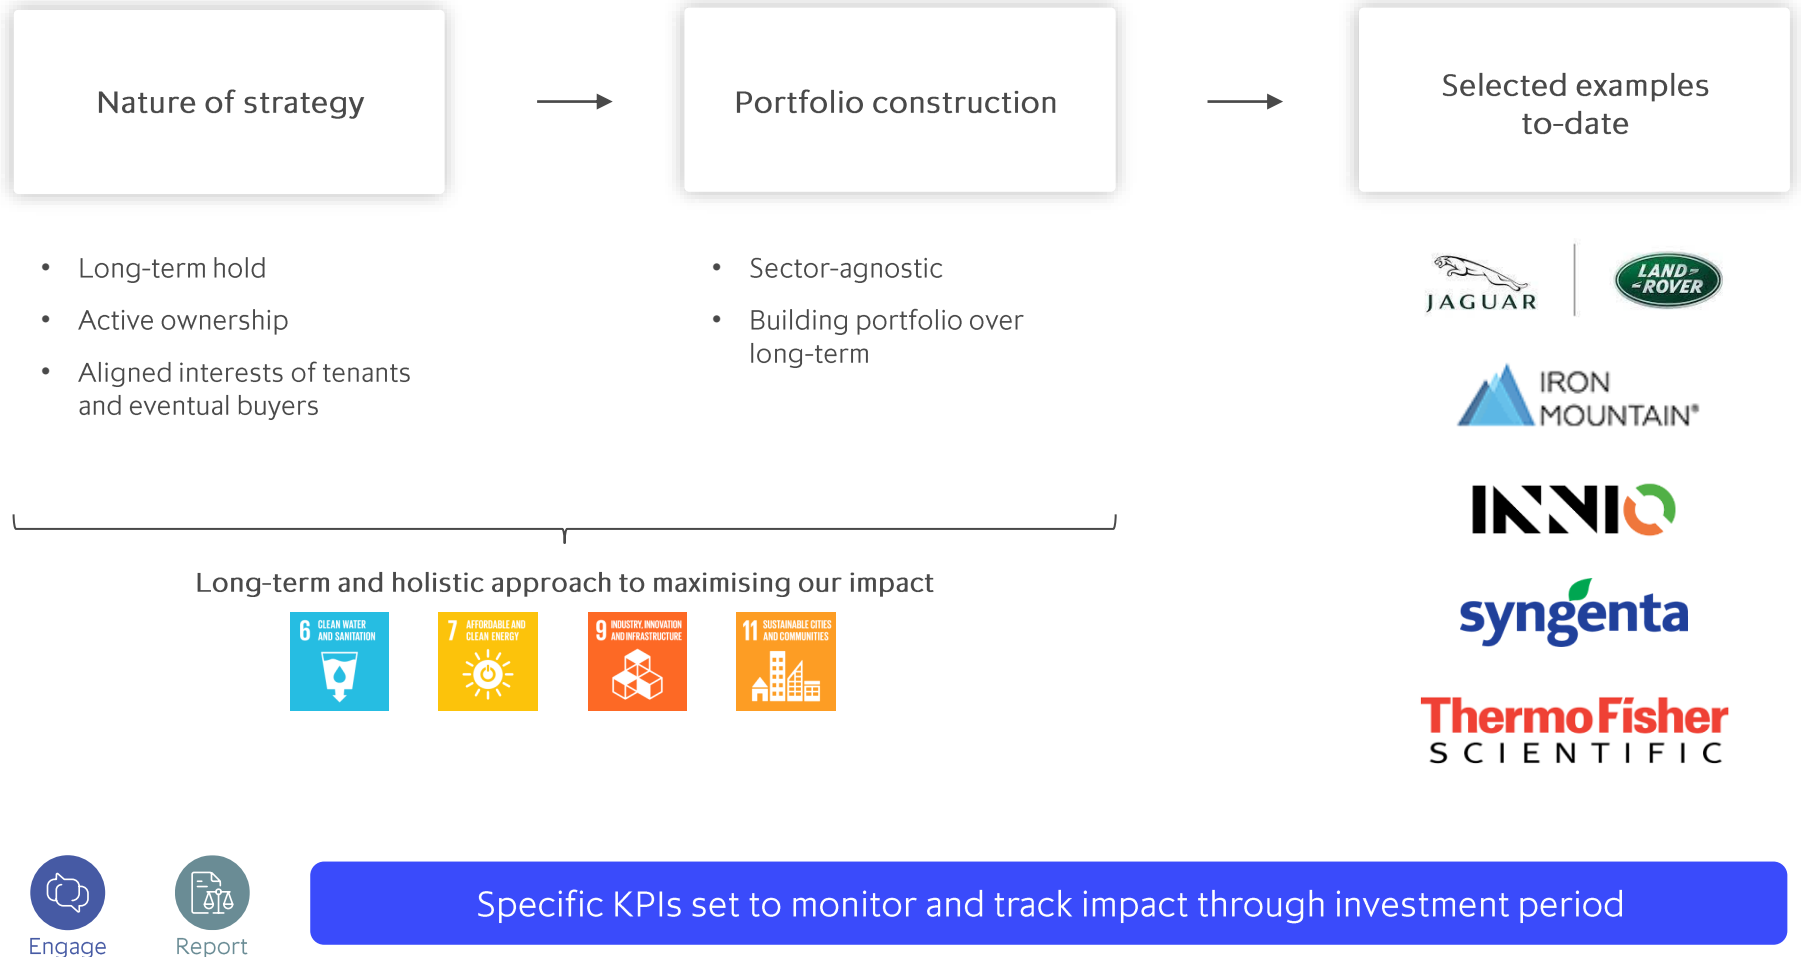 Nature of strategy
Portfolio construction
Selected examples
to-date
• Long-term hold
• Active ownership
• Aligned interests of tenants
and eventual buyers
• Sector-agnostic
• Building portfolio over
long-term
JAGUAR
LAND-
-ROVER
IRON
MOUNTAIN®
INNIO
syngenta
ThermoFisher
SCIENTIFIC
Long-term and holistic approach to maximising our impact
6 CLEAN WATER
AND SANITATION
7 AFFORDABLE AND
CLEAN ENERGY
9 INDUSTRY, INNOVATION
AND INFRASTRUCTURE
11 SUSTAINABLE CITIES
AND COMMUNITIES
Engage
Report
Specific KPIs set to monitor and track impact through investment period